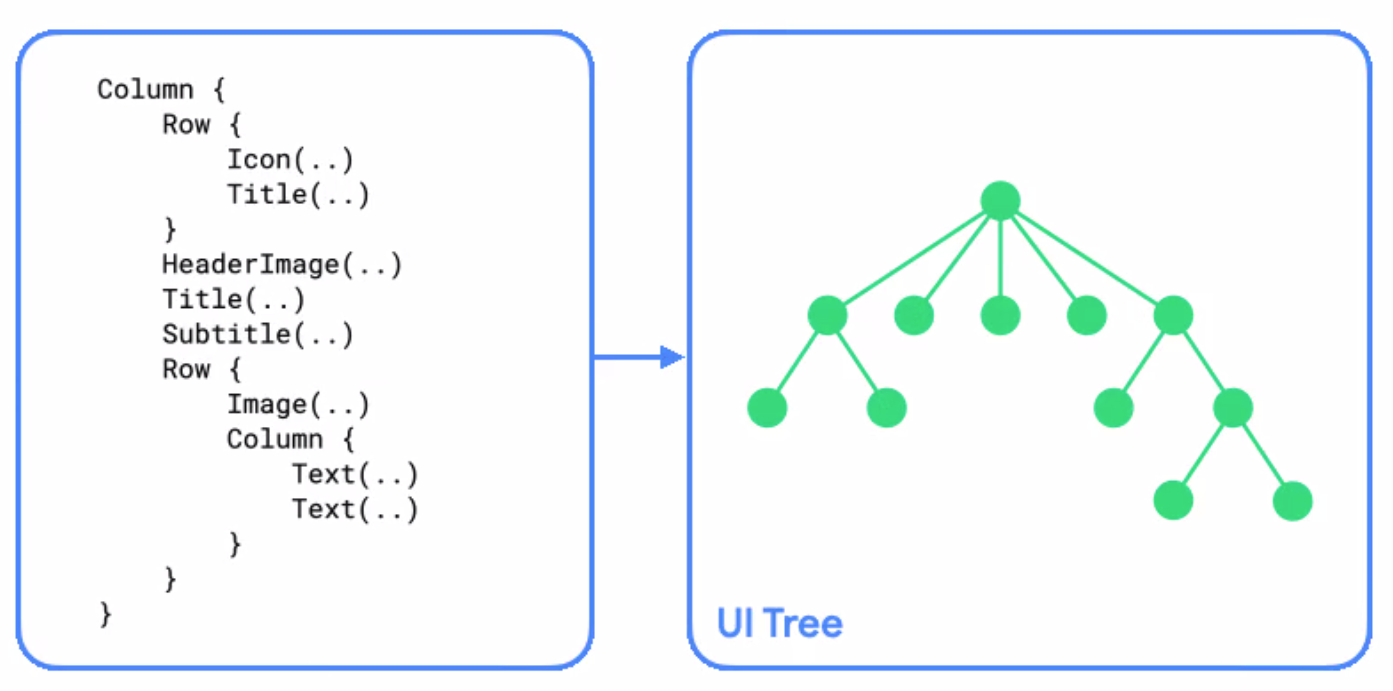 Column {
    Row {
        Icon(..)
        Title(..)
    }
    HeaderImage(..)
    Title(..)
    Subtitle(..)
    Row {
        Image(..)
        Column {
            Text(..)
            Text(..)
        }
    }
}
UI Tree